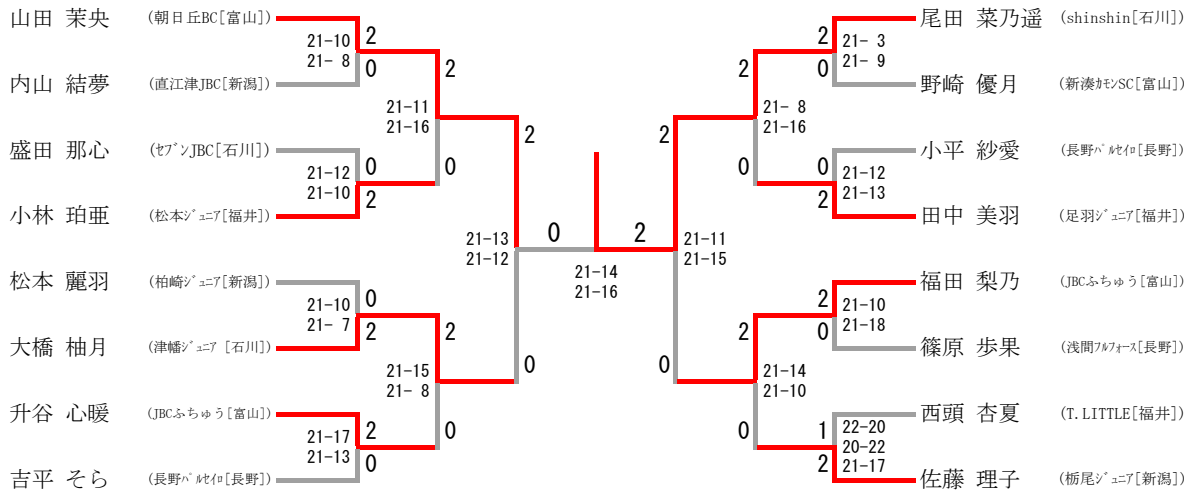 山田 茉央 (朝日丘BC[富山])
21-10 2
21- 8 0
内山 結夢 (直江津JBC[新潟])
2
21-11
21-16
0
盛田 那心 (ｾﾌﾞﾝJBC[石川])
21-12 0
21-10 2
小林 珀亜 (松本ｼﾞｭﾆｱ[福井])
2
21-13
21-12
0
松本 麗羽 (柏崎ｼﾞｭﾆｱ[新潟])
21-10 0
21- 7 2
大橋 柚月 (津幡ｼﾞｭﾆｱ [石川])
2
21-15
21- 8
0
升谷 心暖 (JBCふちゅう[富山])
21-17 2
21-13 0
吉平 そら (長野ﾊﾟﾙｾｲﾛ[長野])
0 2
21-14
21-16
尾田 菜乃遥 (shinshin[石川])
2 21- 3
0 21- 9
野崎 優月 (新湊ｶﾓﾝSC[富山])
2
21- 8
21-16
0
小平 紗愛 (長野ﾊﾟﾙｾｲﾛ[長野])
0 21-12
2 21-13
田中 美羽 (足羽ｼﾞｭﾆｱ[福井])
2
21-11
21-15
0
福田 梨乃 (JBCふちゅう[富山])
2 21-10
0 21-18
篠原 歩果 (浅間ﾌﾙﾌｫｰｽ[長野])
2
21-14
21-10
0
西頭 杏夏 (T.LITTLE[福井])
1 22-20
20-22
2 21-17
佐藤 理子 (栃尾ｼﾞｭﾆｱ[新潟])